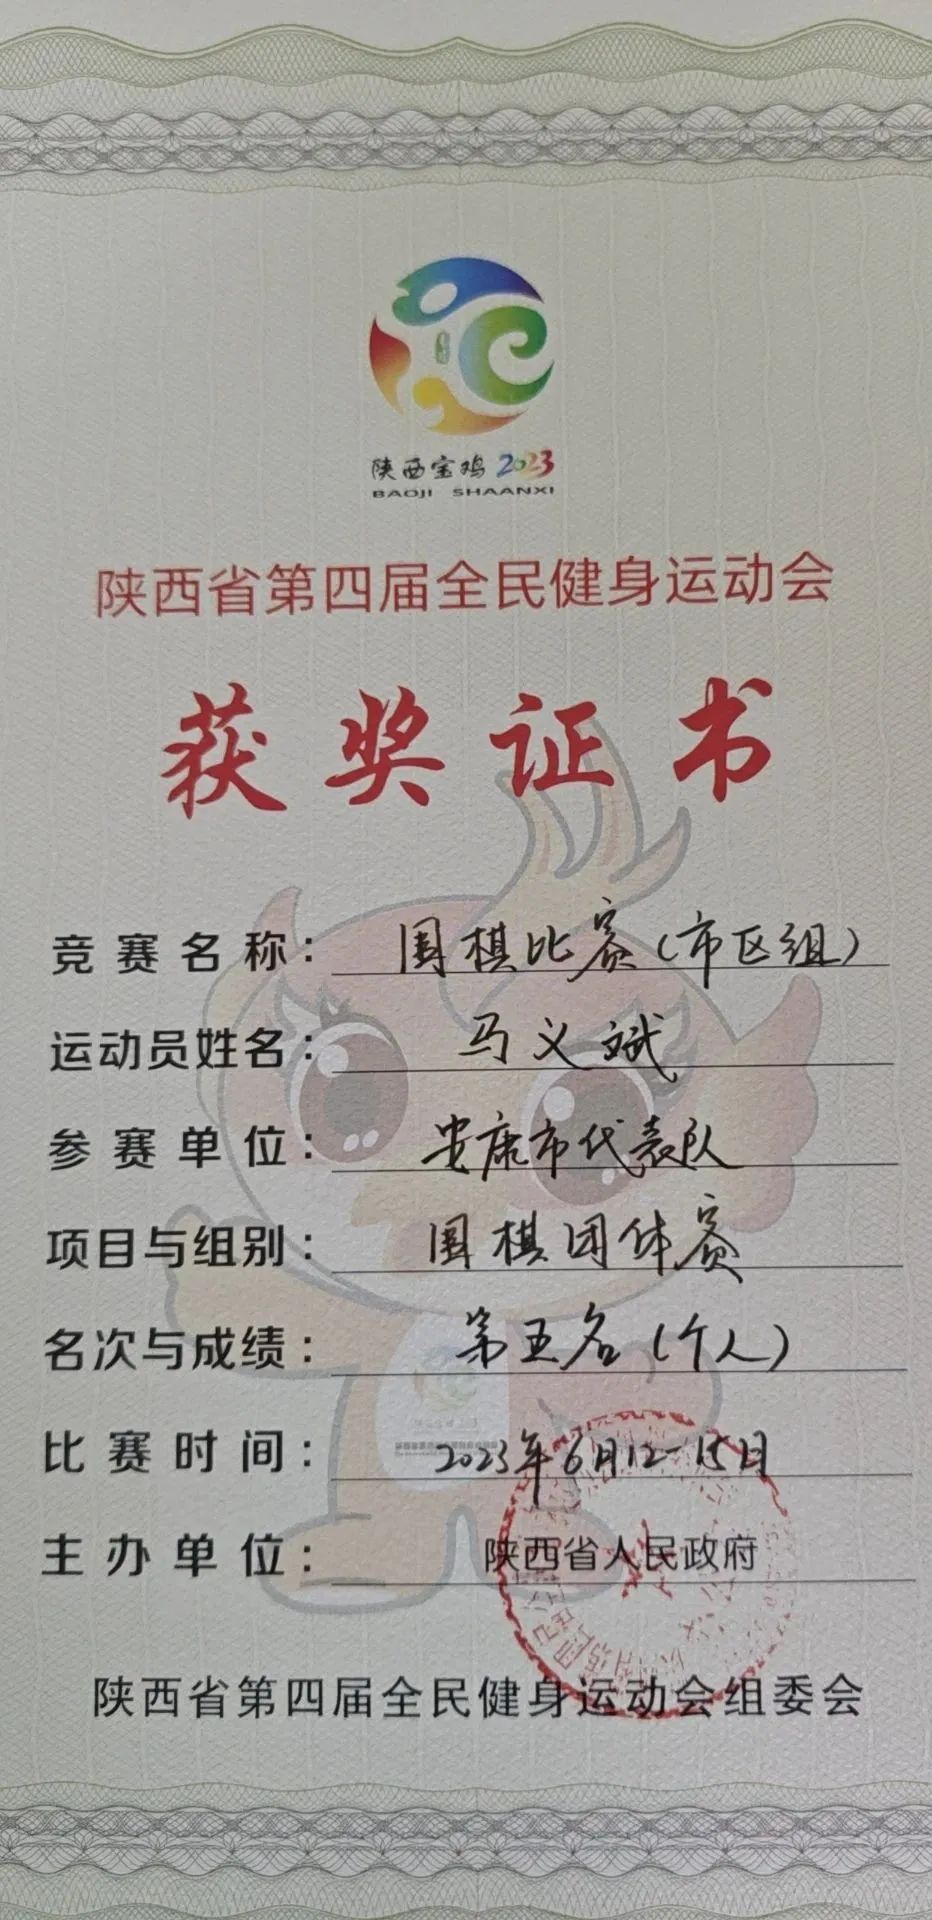 陕西宝鸡 2023
BAOJI SHAANXI
陕西省第四届全民健身运动会
获奖证书
竞赛名称：围棋比赛（市区组）
运动员姓名：马义斌
参赛单位：安康市代表队
项目与组别：围棋团体赛
名次与成绩：第五名（个人）
比赛时间：2023年6月12-15日
主办单位：陕西省人民政府
陕西省第四届全民健身运动会组委会